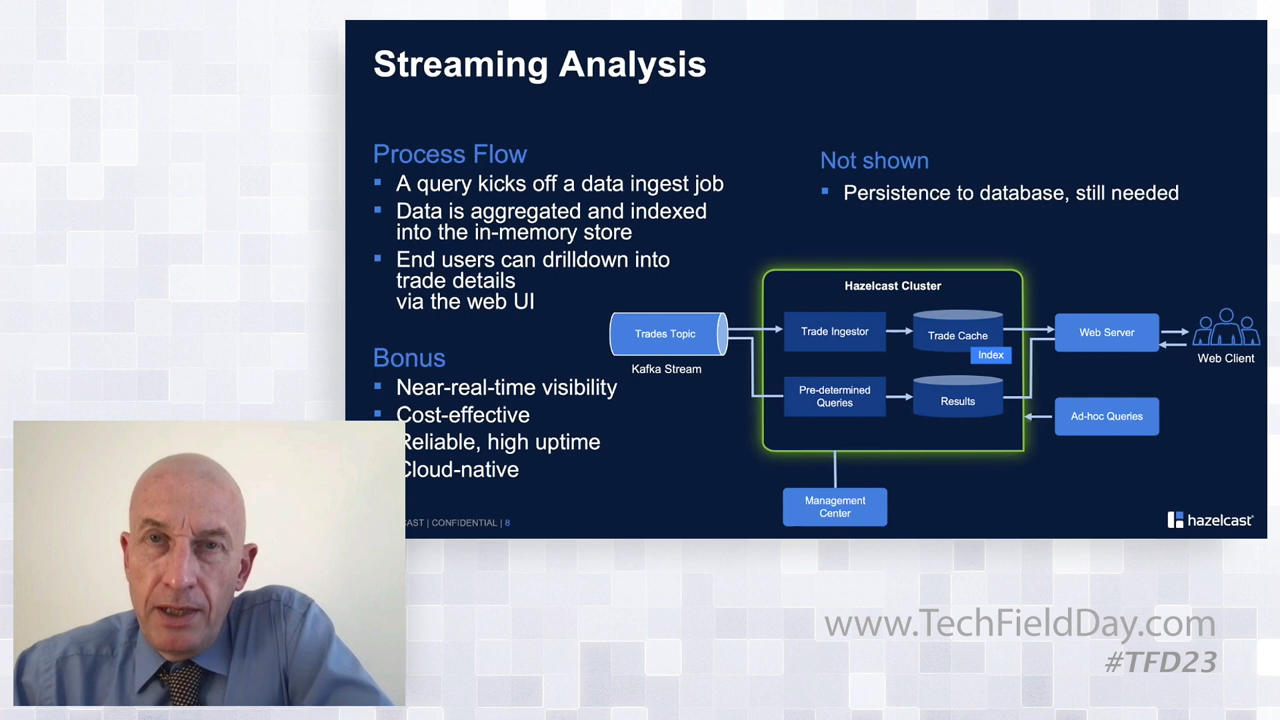 Streaming Analysis
Process Flow
A query kicks off a data ingest job
Data is aggregated and indexed
into the in-memory store
End users can drilldown into
trade details
via the web UI
Bonus
Near-real-time visibility
Cost-effective
Reliable, high uptime
Cloud-native
Not shown
Persistence to database, still needed
Hazelcast Cluster
Trades Topic
Kafka Stream
Trade Ingestor
Trade Cache
Index
Pre-determined
Queries
Results
Web Server
Web Client
Ad-hoc Queries
Management
Center
CAST | CONFIDENTIAL | 8
hazelcast
www.TechFieldDay.com
#TFD23